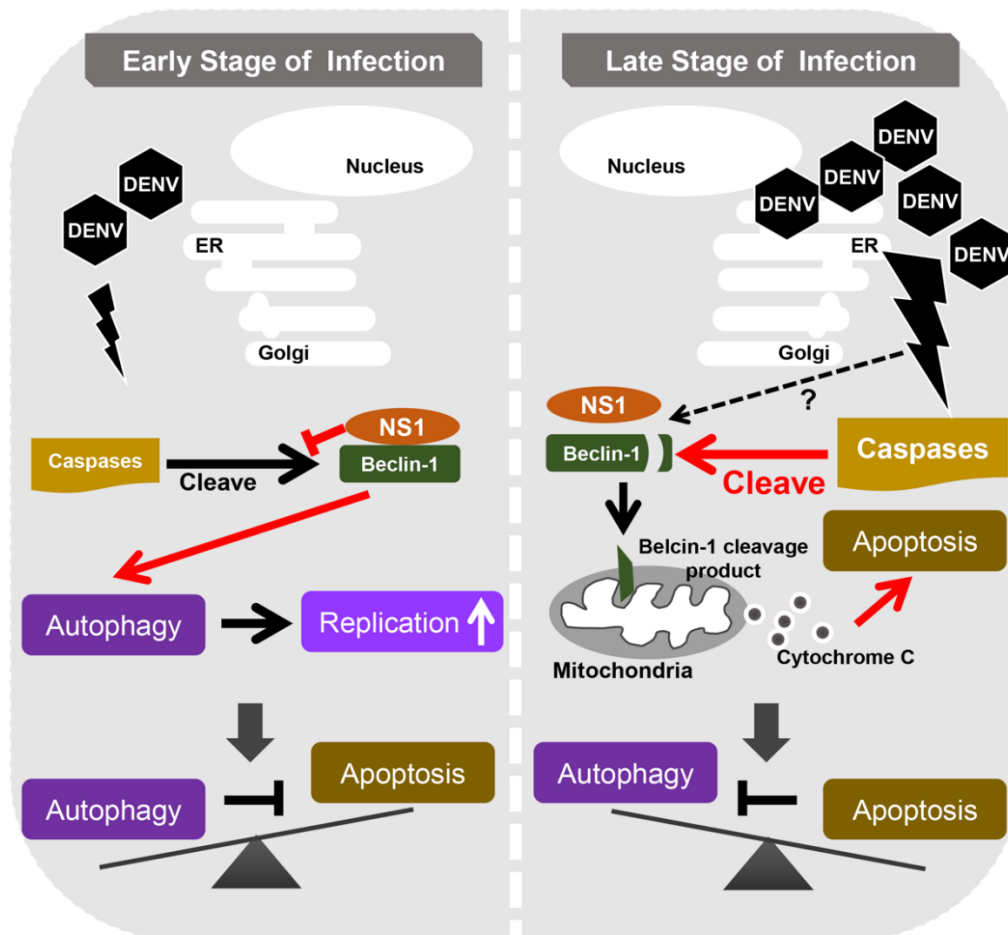 Early Stage of Infection
Nucleus
DENV
DENV
ER
Golgi
NS1
Caspases
Cleave
Beclin-1
Autophagy
Replication
Autophagy
Apoptosis
Late Stage of Infection
Nucleus
DENV
DENV
DENV
DENV
DENV
ER
Golgi
?
NS1
Beclin-1
Cleave
Caspases
Belcin-1 cleavage
product
Apoptosis
Mitochondria
Cytochrome C
Autophagy
Apoptosis